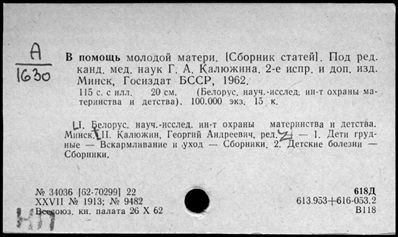 А
1630
В помощь молодой матери. [Сборник статей]. Под ред.
канд. мед. наук Г. А. Калюжина. 2-е испр. и доп. изд.
Минск, Госиздат БССР, 1962.
115 с. с илл. 20 см. (Белорус. науч.-исслед. ин-т охраны ма-
теринства и детства). 100.000 экз. 15 к.
I. Белорус. науч.-исслед. ин-т охраны материнства и детства.
Минск. II. Калюжин, Георгий Андреевич, ред. — 1. Дети груд-
ные — Вскармливание и уход — Сборники. 2. Детские болезни —
Сборники.
№ 34036 [62-70299] 22
618Д
XXVII № 1913; № 9482
613.953+616-053.2
Всесоюз. кн. палата 26 X 62
В118